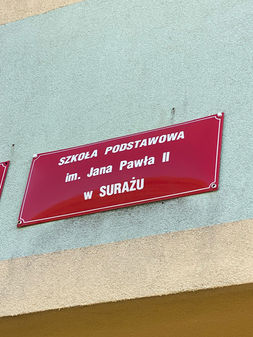 SZKOŁA PODSTAWOWA
im. Jana Pawła II
w SURAŻU